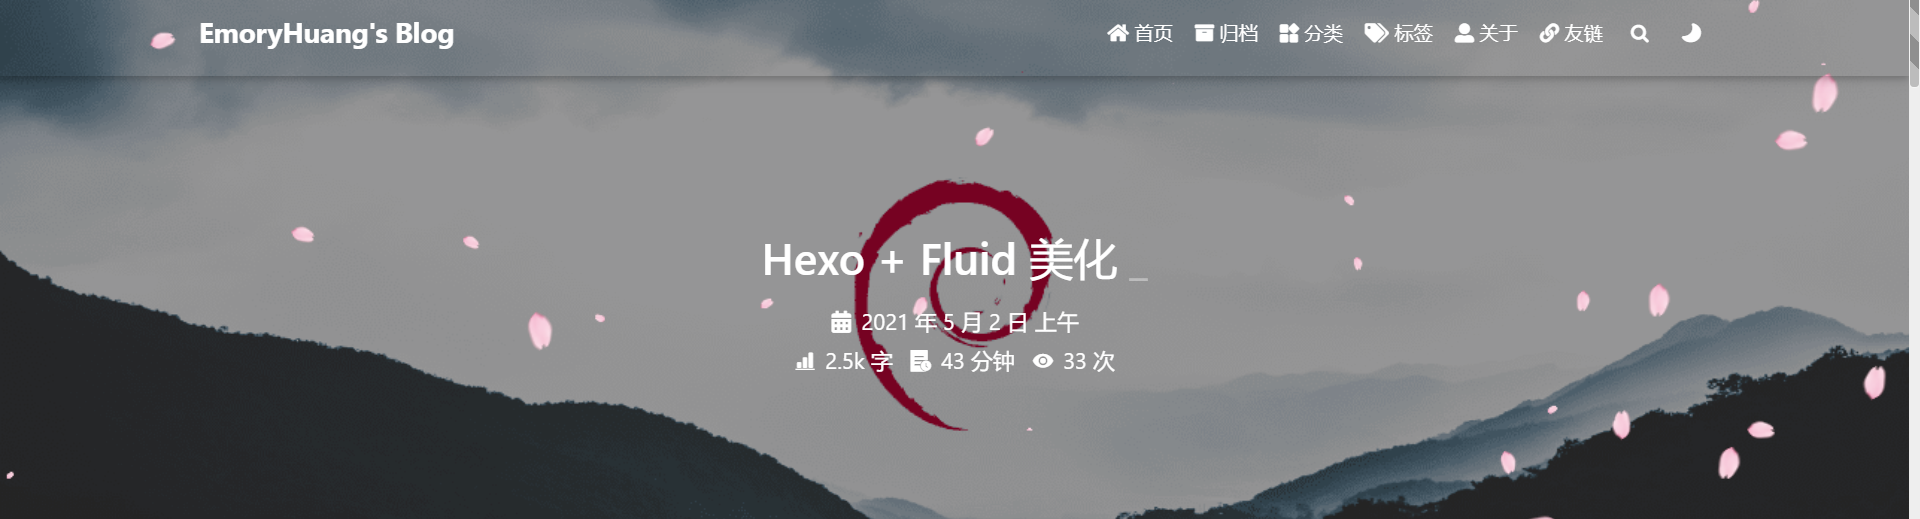 EmoryHuang's Blog 首页 归档 分类 标签 关于 友链
Hexo + Fluid 美化 _
2021 年 5 月 2 日 上午
2.5k 字 43 分钟 33 次